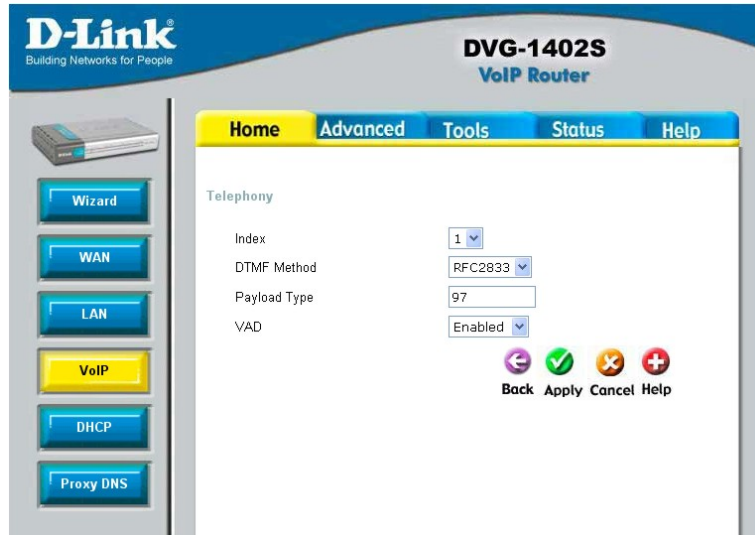 D-Link®
Building Networks for People
DVG-1402S
VoIP Router
Home Advanced Tools Status Help
Wizard
WAN
LAN
VoIP
DHCP
Proxy DNS
Telephony
Index 1
DTMF Method RFC2833
Payload Type 97
VAD Enabled
Back Apply Cancel Help